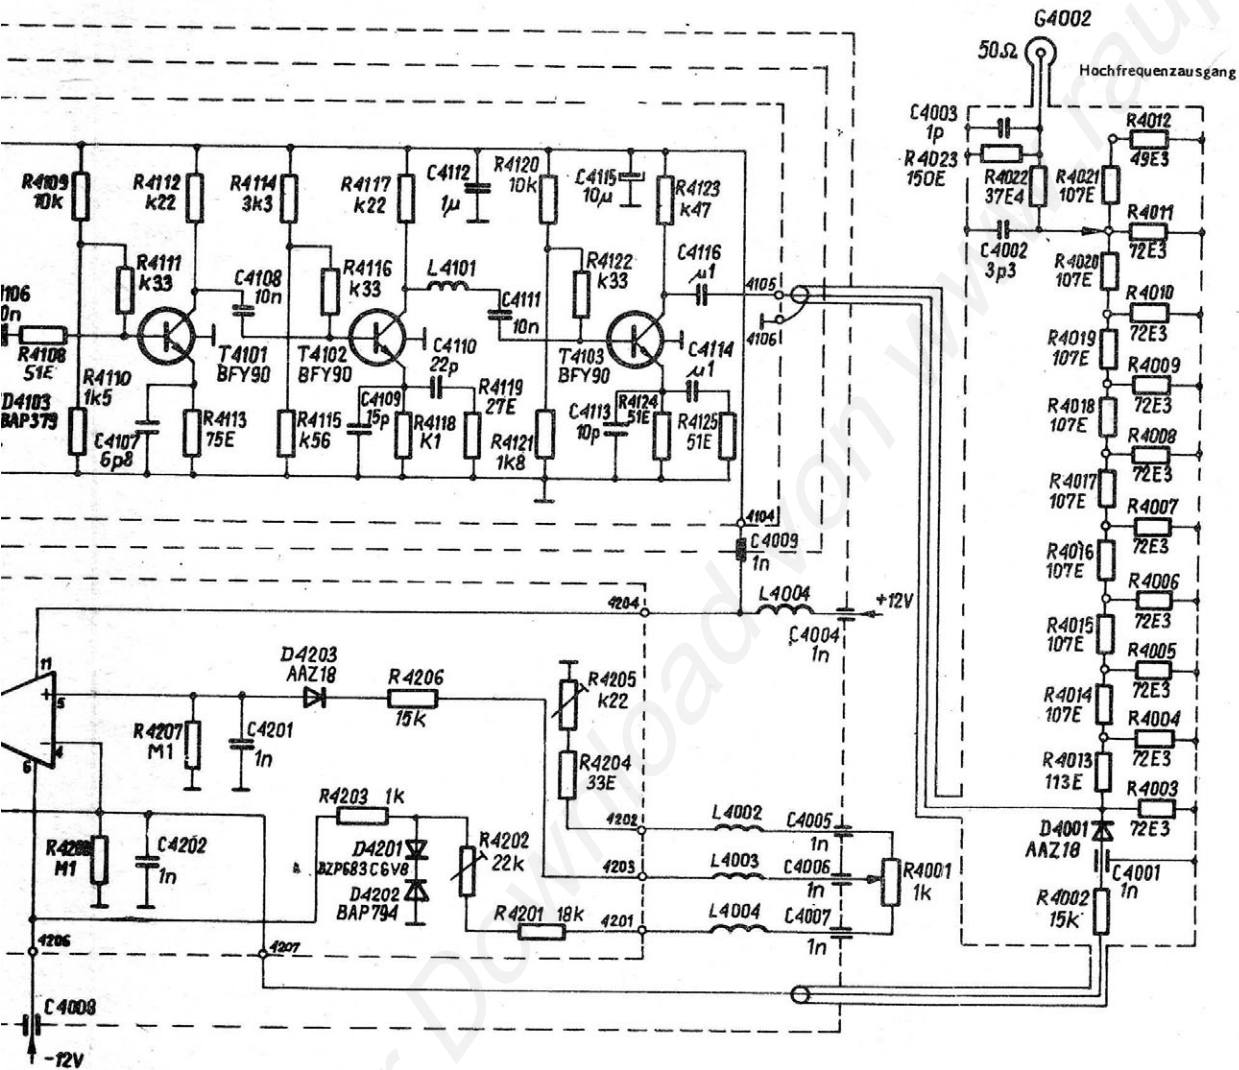 G4002
50Ω
Hochfrequenzausgang
C4003
1p
R4023
150E
R4022
37E4
C4002
3p3
R4021
107E
R4012
49E3
R4011
72E3
R4020
107E
R4010
72E3
R4019
107E
R4009
72E3
R4018
107E
R4008
72E3
R4017
107E
R4007
72E3
R4016
107E
R4006
72E3
R4015
107E
R4005
72E3
R4014
107E
R4004
72E3
R4013
113E
R4003
72E3
D4001
AAZ18
C4001
1n
R4002
15k
R4109
10k
R4112
k22
R4114
3k3
R4117
k22
C4112
1µ
R4120
10k
C4115
10µ
R4123
k47
R4111
k33
C4108
10n
R4116
k33
L4101
C4111
10n
R4122
k33
C4116
µ1
4105
4106
R4108
51E
R4110
1k5
D4103
BAP379
T4101
BFY90
T4102
BFY90
C4110
22p
T4103
BFY90
C4114
µ1
C4107
6p8
R4113
75E
R4115
k56
C4109
15p
R4118
K1
R4119
27E
R4121
1k8
C4113
10p
R4124
51E
R4125
51E
4104
C4009
1n
4204
L4004
+12V
C4004
1n
11
+
5
-
4
6
D4203
AAZ18
R4206
15k
R4205
k22
R4207
M1
C4201
1n
R4204
33E
R4203 1k
4202
L4002
C4005
1n
C4202
1n
M1
D4201
BZP683C6V8
D4202
BAP794
R4202
22k
4203
L4003
C4006
1n
R4001
1k
R4201 18k
4201
L4004
C4007
1n
4206
4207
C4008
-12V
Download von www.rau